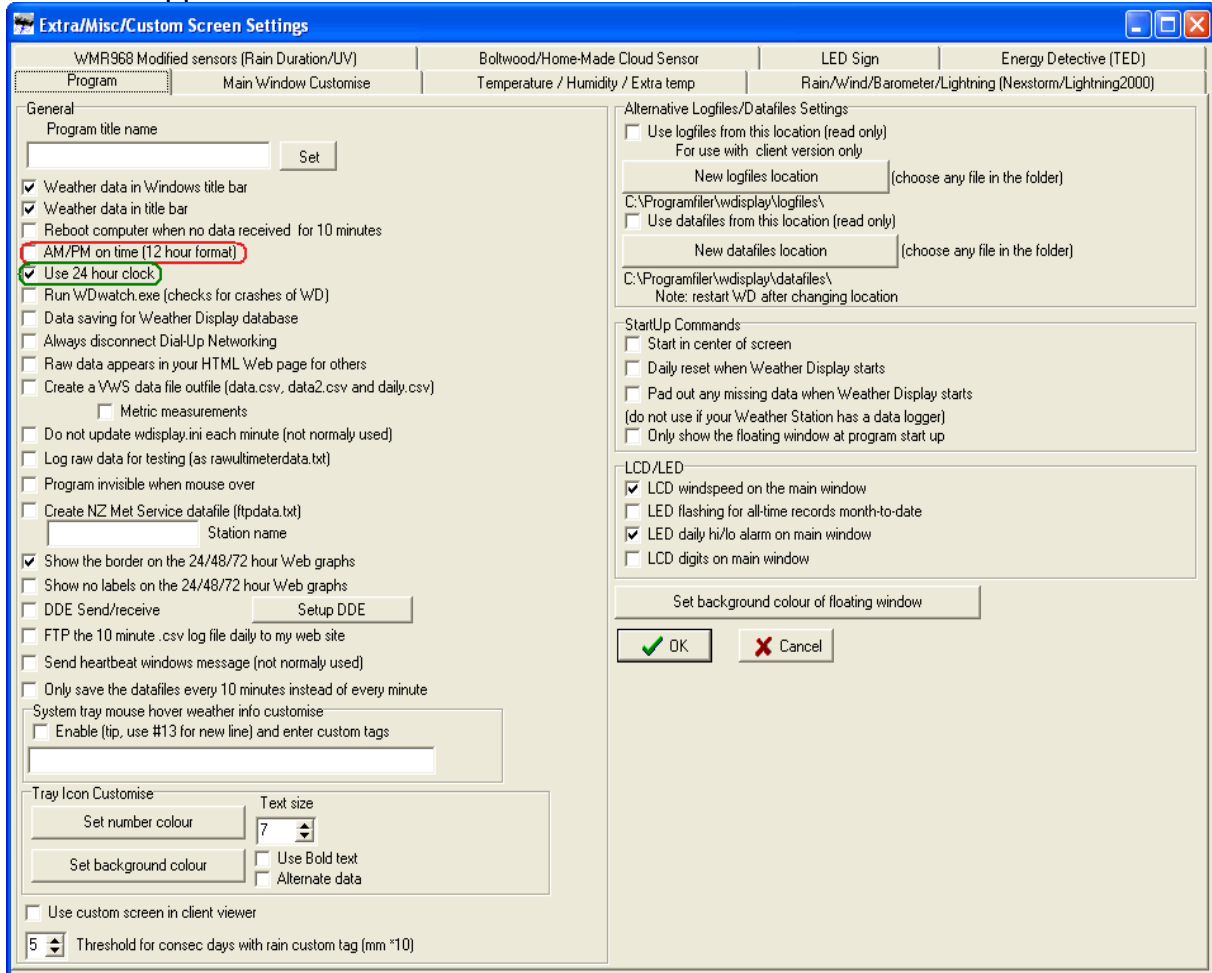 Extra/Misc/Custom Screen Settings
WMR968 Modified sensors (Rain Duration/UV)
Boltwood/Home-Made Cloud Sensor
LED Sign
Energy Detective (TED)
Program
Main Window Customise
Temperature / Humidity / Extra temp
Rain/Wind/Barometer/Lightning (Nexstorm/Lightning2000)
General
Program title name
Set
Weather data in Windows title bar
Weather data in title bar
Reboot computer when no data received for 10 minutes
AM/PM on time (12 hour format)
Use 24 hour clock
Run WDwatch.exe (checks for crashes of WD)
Data saving for Weather Display database
Always disconnect Dial-Up Networking
Raw data appears in your HTML Web page for others
Create a VWS data file outfile (data.csv, data2.csv and daily.csv)
Metric measurements
Do not update wdisplay.ini each minute (not normaly used)
Log raw data for testing (as rawultimeterdata.txt)
Program invisible when mouse over
Create NZ Met Service datafile (ftpdata.txt)
Station name
Show the border on the 24/48/72 hour Web graphs
Show no labels on the 24/48/72 hour Web graphs
DDE Send/receive
Setup DDE
FTP the 10 minute .csv log file daily to my web site
Send heartbeat windows message (not normaly used)
Only save the datafiles every 10 minutes instead of every minute
System tray mouse hover weather info customise
Enable (tip, use #13 for new line) and enter custom tags
Tray Icon Customise
Set number colour
Text size
7
Set background colour
Use Bold text
Alternate data
Use custom screen in client viewer
5 Threshold for consec days with rain custom tag (mm *10)
Alternative Logfiles/Datafiles Settings
Use logfiles from this location (read only)
For use with client version only
New logfiles location
(choose any file in the folder)
C:\Programfiler\wdisplay\logfiles\
Use datafiles from this location (read only)
New datafiles location
(choose any file in the folder)
C:\Programfiler\wdisplay\datafiles\
Note: restart WD after changing location
StartUp Commands
Start in center of screen
Daily reset when Weather Display starts
Pad out any missing data when Weather Display starts
(do not use if your Weather Station has a data logger)
Only show the floating window at program start up
LCD/LED
LCD windspeed on the main window
LED flashing for all-time records month-to-date
LED daily hi/lo alarm on main window
LCD digits on main window
Set background colour of floating window
OK
Cancel